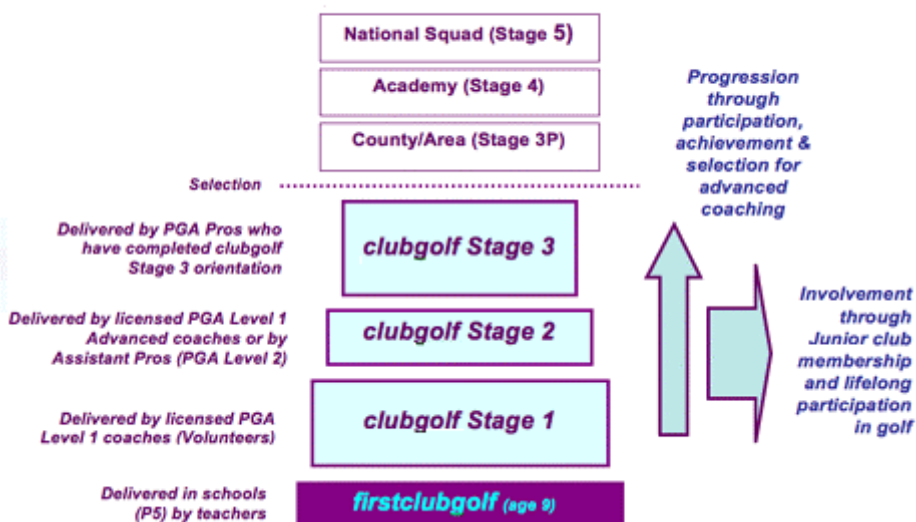 National Squad (Stage 5)
Academy (Stage 4)
County/Area (Stage 3P)
Selection
Delivered by PGA Pros who
have completed clubgolf
Stage 3 orientation
clubgolf Stage 3
Delivered by licensed PGA Level 1
Advanced coaches or by
Assistant Pros (PGA Level 2)
clubgolf Stage 2
Delivered by licensed PGA
Level 1 coaches (Volunteers)
clubgolf Stage 1
Delivered in schools
(P5) by teachers
firstclubgolf (age 9)
Progression
through
participation,
achievement &
selection for
advanced
coaching
Involvement
through
Junior club
membership
and lifelong
participation
in golf